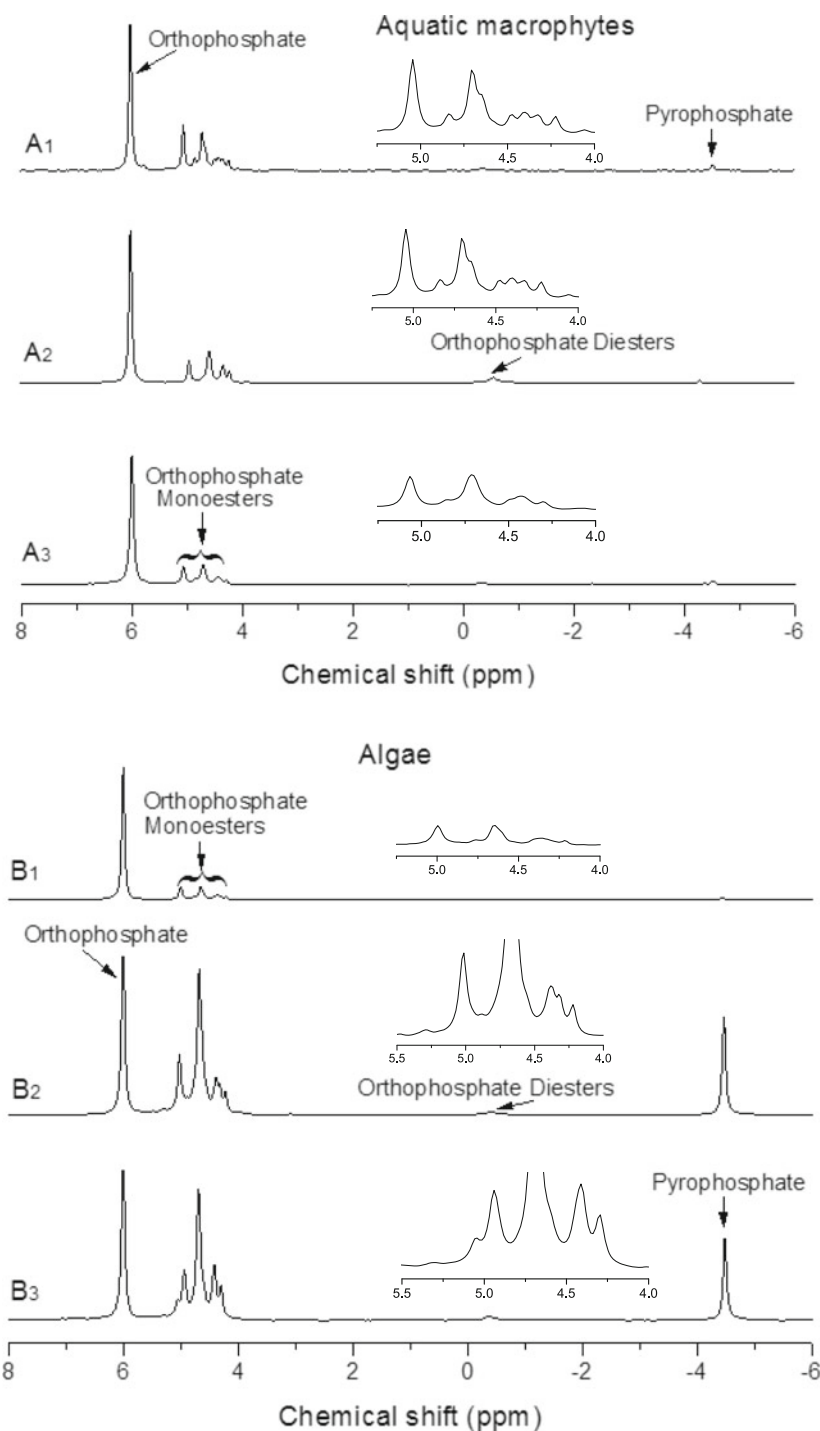 Aquatic macrophytes
Orthophosphate
Pyrophosphate
A1
5.0 4.5 4.0
A2
5.0 4.5 4.0
Orthophosphate Diesters
Orthophosphate
Monoesters
A3
5.0 4.5 4.0
8 6 4 2 0 -2 -4 -6
Chemical shift (ppm)
Algae
Orthophosphate
Monoesters
B1
5.0 4.5 4.0
Orthophosphate
B2
5.5 5.0 4.5 4.0
Orthophosphate Diesters
Pyrophosphate
B3
5.5 5.0 4.5 4.0
8 6 4 2 0 -2 -4 -6
Chemical shift (ppm)